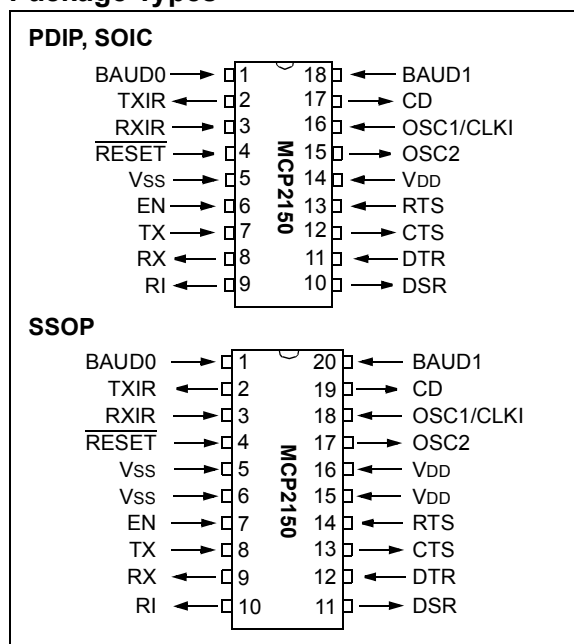 Package Types
PDIP, SOIC
BAUD0 1 18 BAUD1
TXIR 2 17 CD
RXIR 3 16 OSC1/CLKI
RESET 4 15 OSC2
VSS 5 14 VDD
EN 6 13 RTS
TX 7 12 CTS
RX 8 11 DTR
RI 9 10 DSR
MCP2150
SSOP
BAUD0 1 20 BAUD1
TXIR 2 19 CD
RXIR 3 18 OSC1/CLKI
RESET 4 17 OSC2
VSS 5 16 VDD
VSS 6 15 VDD
EN 7 14 RTS
TX 8 13 CTS
RX 9 12 DTR
RI 10 11 DSR
MCP2150